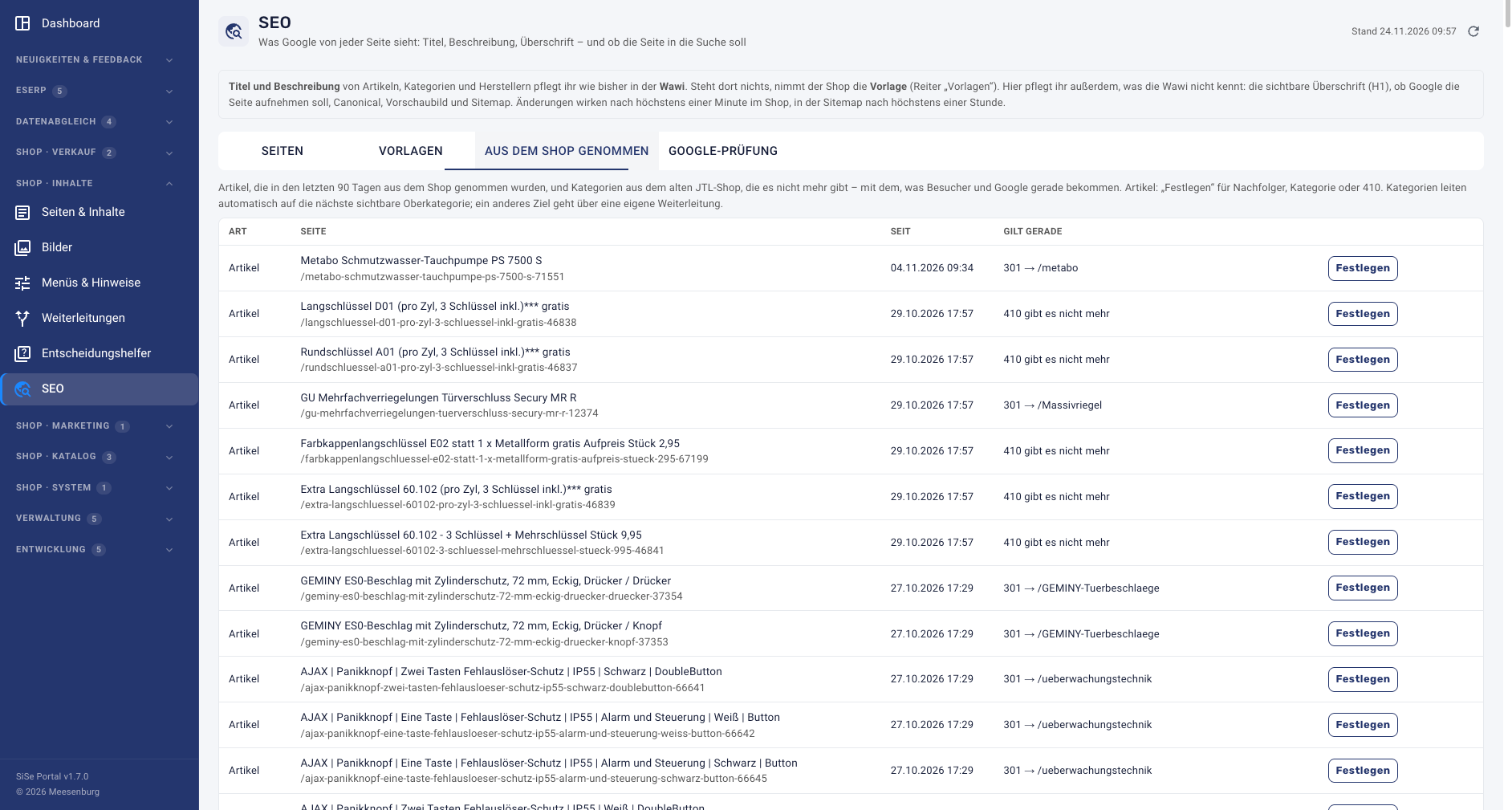 Dashboard
NEUIGKEITEN & FEEDBACK
ESERP 5
DATENABGLEICH 4
SHOP · VERKAUF 2
SHOP · INHALTE
Seiten & Inhalte
Bilder
Menüs & Hinweise
Weiterleitungen
Entscheidungshelfer
SEO
SHOP · MARKETING 1
SHOP · KATALOG 3
SHOP · SYSTEM 1
VERWALTUNG 5
ENTWICKLUNG 5
SiSe Portal v1.7.0
© 2026 Meesenburg
SEO
Was Google von jeder Seite sieht: Titel, Beschreibung, Überschrift – und ob die Seite in die Suche soll
Stand 24.11.2026 09:57
Titel und Beschreibung von Artikeln, Kategorien und Herstellern pflegt ihr wie bisher in der Wawi. Steht dort nichts, nimmt der Shop die Vorlage (Reiter „Vorlagen“). Hier pflegt ihr außerdem, was die Wawi nicht kennt: die sichtbare Überschrift (H1), ob Google die
Seite aufnehmen soll, Canonical, Vorschaubild und Sitemap. Änderungen wirken nach höchstens einer Minute im Shop, in der Sitemap nach höchstens einer Stunde.
SEITEN VORLAGEN AUS DEM SHOP GENOMMEN GOOGLE-PRÜFUNG
Artikel, die in den letzten 90 Tagen aus dem Shop genommen wurden, und Kategorien aus dem alten JTL-Shop, die es nicht mehr gibt – mit dem, was Besucher und Google gerade bekommen. Artikel: „Festlegen“ für Nachfolger, Kategorie oder 410. Kategorien leiten
automatisch auf die nächste sichtbare Oberkategorie; ein anderes Ziel geht über eine eigene Weiterleitung.
ART SEITE SEIT GILT GERADE
Artikel Metabo Schmutzwasser-Tauchpumpe PS 7500 S 04.11.2026 09:34 301 → /metabo Festlegen
/metabo-schmutzwasser-tauchpumpe-ps-7500-s-71551
Artikel Langschlüssel D01 (pro Zyl, 3 Schlüssel inkl.)*** gratis 29.10.2026 17:57 410 gibt es nicht mehr Festlegen
/langschluessel-d01-pro-zyl-3-schluessel-inkl-gratis-46838
Artikel Rundschlüssel A01 (pro Zyl, 3 Schlüssel inkl.)*** gratis 29.10.2026 17:57 410 gibt es nicht mehr Festlegen
/rundschluessel-a01-pro-zyl-3-schluessel-inkl-gratis-46837
Artikel GU Mehrfachverriegelungen Türverschluss Secury MR R 29.10.2026 17:57 301 → /Massivriegel Festlegen
/gu-mehrfachverriegelungen-tuerverschluss-secury-mr-r-12374
Artikel Farbkappenlangschlüssel E02 statt 1 x Metallform gratis Aufpreis Stück 2,95 29.10.2026 17:57 410 gibt es nicht mehr Festlegen
/farbkappenlangschluessel-e02-statt-1-x-metallform-gratis-aufpreis-stueck-295-67199
Artikel Extra Langschlüssel 60.102 (pro Zyl, 3 Schlüssel inkl.)*** gratis 29.10.2026 17:57 410 gibt es nicht mehr Festlegen
/extra-langschluessel-60102-pro-zyl-3-schluessel-inkl-gratis-46839
Artikel Extra Langschlüssel 60.102 - 3 Schlüssel + Mehrschlüssel Stück 9,95 29.10.2026 17:57 410 gibt es nicht mehr Festlegen
/extra-langschluessel-60102-3-schluessel-mehrschluessel-stueck-995-46841
Artikel GEMINY ES0-Beschlag mit Zylinderschutz, 72 mm, Eckig, Drücker / Drücker 27.10.2026 17:29 301 → /GEMINY-Tuerbeschlaege Festlegen
/geminy-es0-beschlag-mit-zylinderschutz-72-mm-eckig-druecker-druecker-37354
Artikel GEMINY ES0-Beschlag mit Zylinderschutz, 72 mm, Eckig, Drücker / Knopf 27.10.2026 17:29 301 → /GEMINY-Tuerbeschlaege Festlegen
/geminy-es0-beschlag-mit-zylinderschutz-72-mm-eckig-druecker-knopf-37353
Artikel AJAX | Panikknopf | Zwei Tasten Fehlauslöser-Schutz | IP55 | Schwarz | DoubleButton 27.10.2026 17:29 301 → /ueberwachungstechnik Festlegen
/ajax-panikknopf-zwei-tasten-fehlausloeser-schutz-ip55-schwarz-doublebutton-66641
Artikel AJAX | Panikknopf | Eine Taste | Fehlauslöser-Schutz | IP55 | Alarm und Steuerung | Weiß | Button 27.10.2026 17:29 301 → /ueberwachungstechnik Festlegen
/ajax-panikknopf-eine-taste-fehlausloeser-schutz-ip55-alarm-und-steuerung-weiss-button-66642
Artikel AJAX | Panikknopf | Eine Taste | Fehlauslöser-Schutz | IP55 | Alarm und Steuerung | Schwarz | Button 27.10.2026 17:29 301 → /ueberwachungstechnik Festlegen
/ajax-panikknopf-eine-taste-fehlausloeser-schutz-ip55-alarm-und-steuerung-schwarz-button-66645
AJAX | Panikknopf | Zwei Tasten Fehlauslöser-Schutz | IP55 | Weiß | DoubleButton